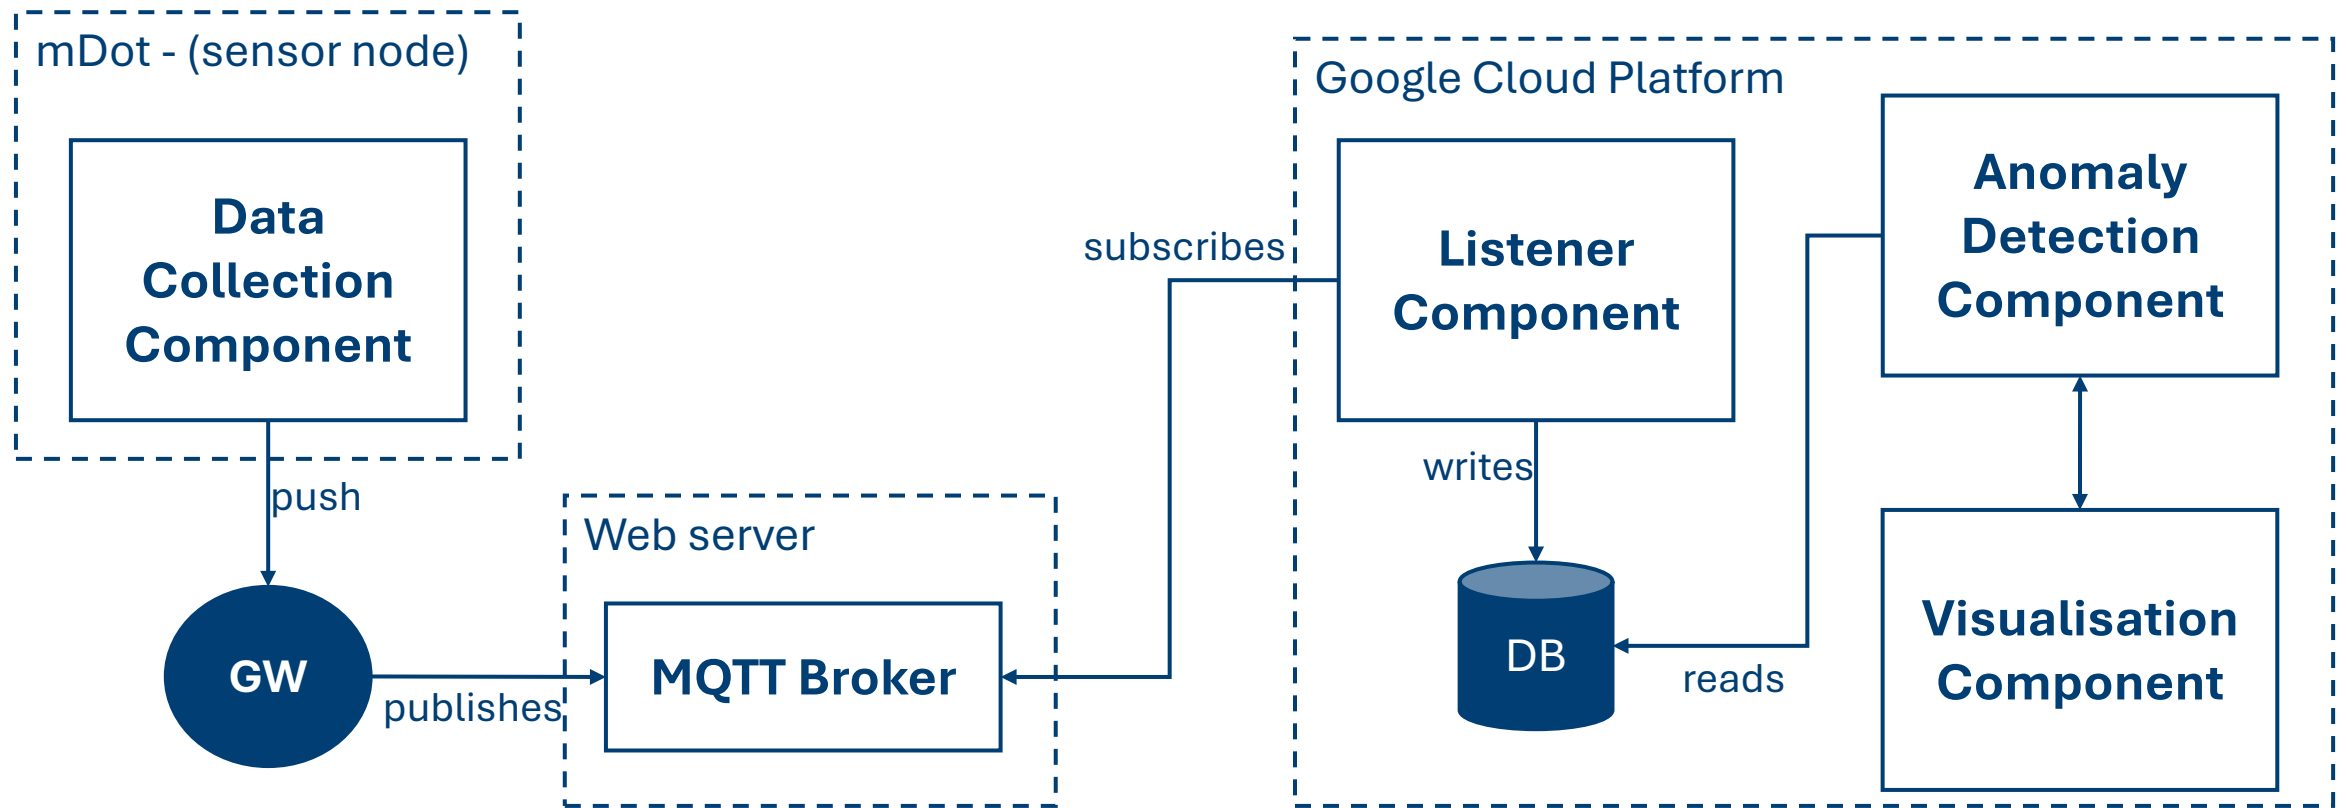 mDot - (sensor node)
Data
Collection
Component
push
GW
publishes
Web server
MQTT Broker
subscribes
Google Cloud Platform
Listener
Component
writes
DB
reads
Anomaly
Detection
Component
Visualisation
Component